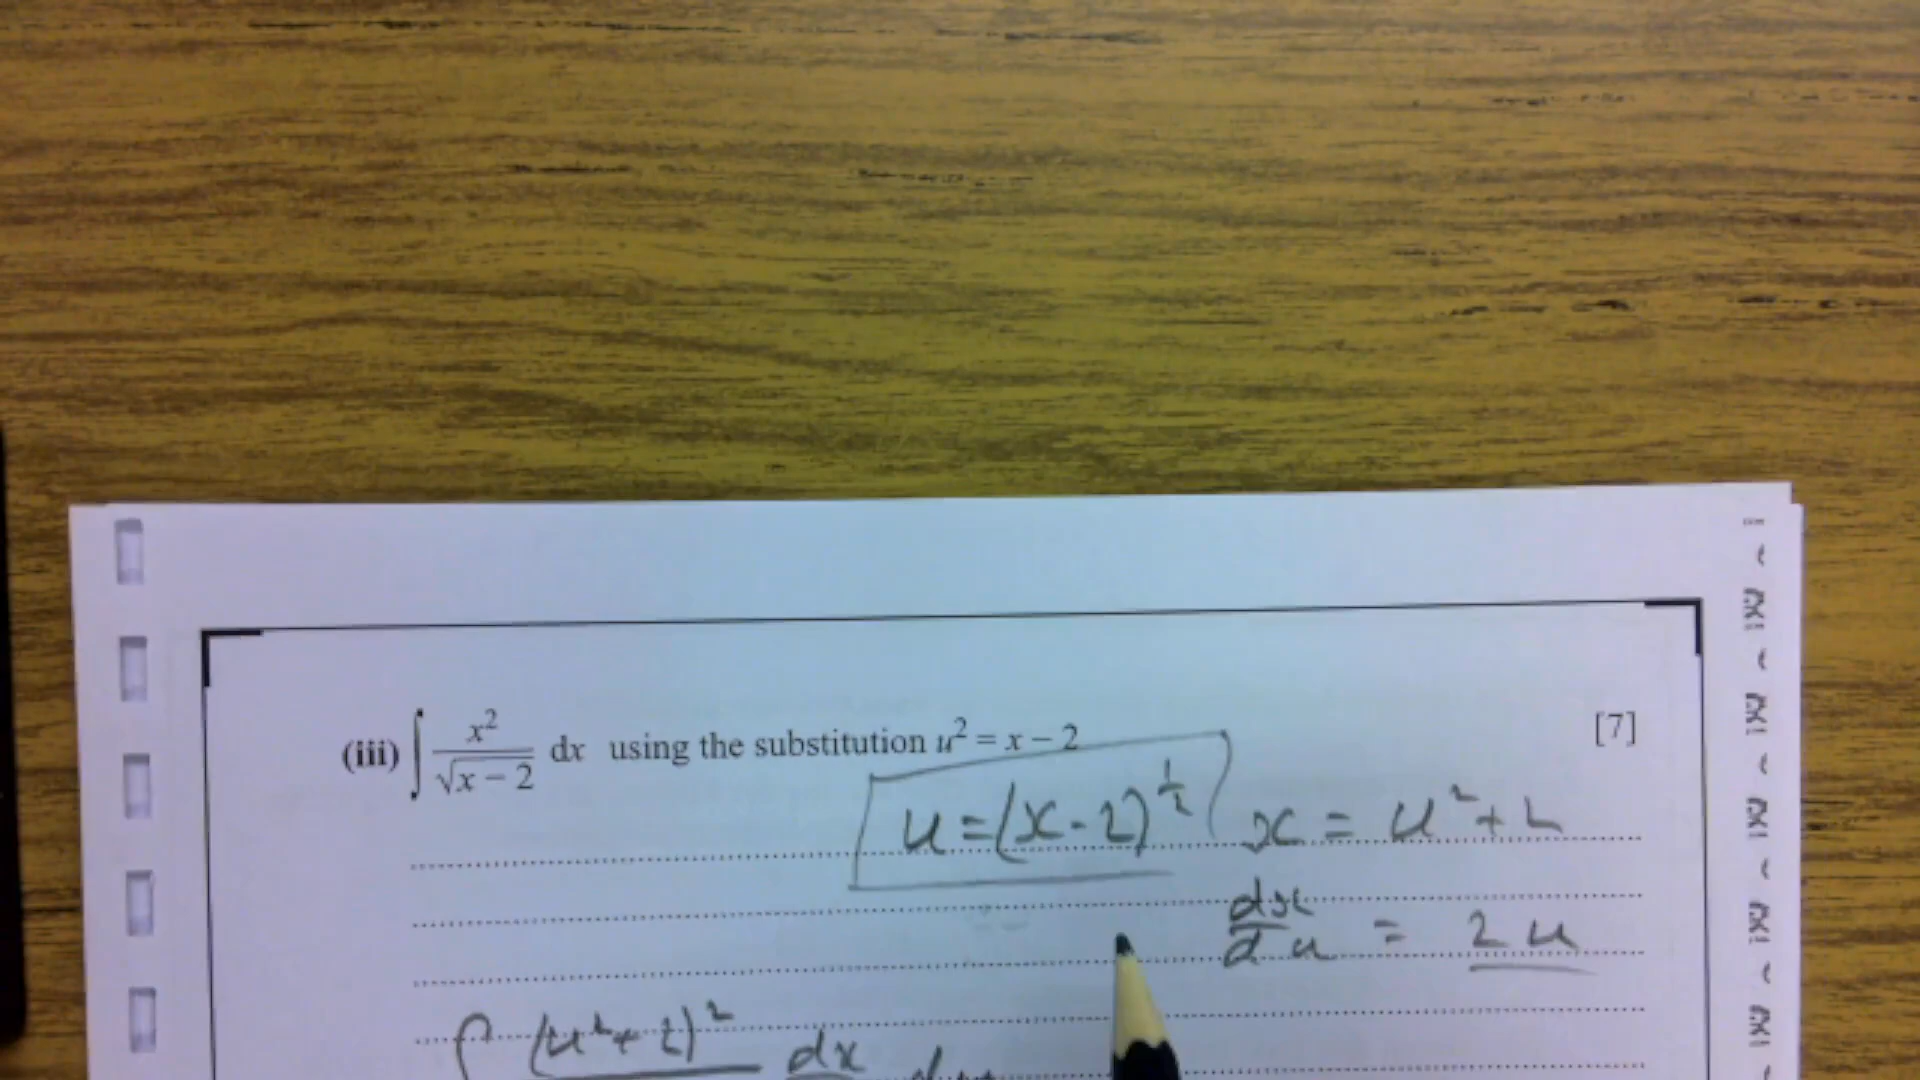 (iii) ∫ x²/√(x − 2) dx using the substitution u² = x − 2 [7]
u = (x - 2)^½ x = u² + 2
dx/du = 2u
∫ (u² + 2)² dx